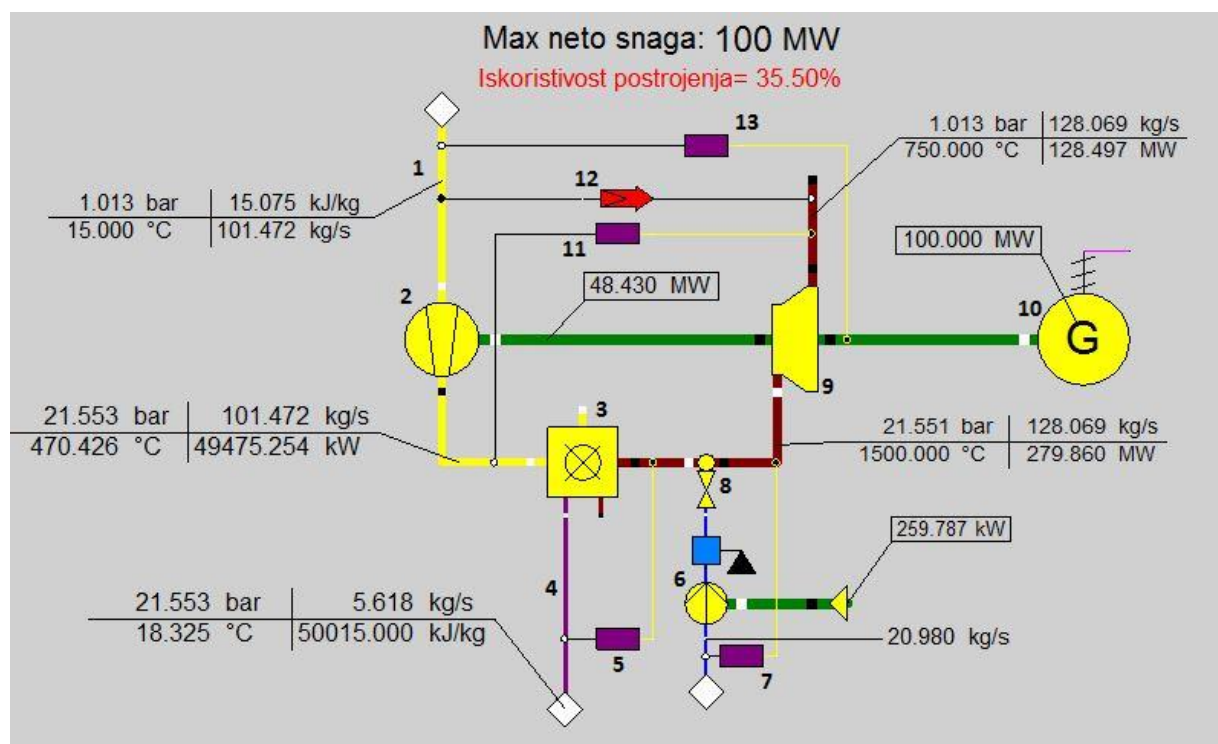 Max neto snaga: 100 MW
Iskoristivost postrojenja= 35.50%
13
1.013 bar 128.069 kg/s
750.000 °C 128.497 MW
1
12
1.013 bar 15.075 kJ/kg
15.000 °C 101.472 kg/s
11
100.000 MW
2
48.430 MW
10
G
9
21.553 bar 101.472 kg/s
470.426 °C 49475.254 kW
3
21.551 bar 128.069 kg/s
1500.000 °C 279.860 MW
8
259.787 kW
4
6
21.553 bar 5.618 kg/s
18.325 °C 50015.000 kJ/kg
20.980 kg/s
5
7